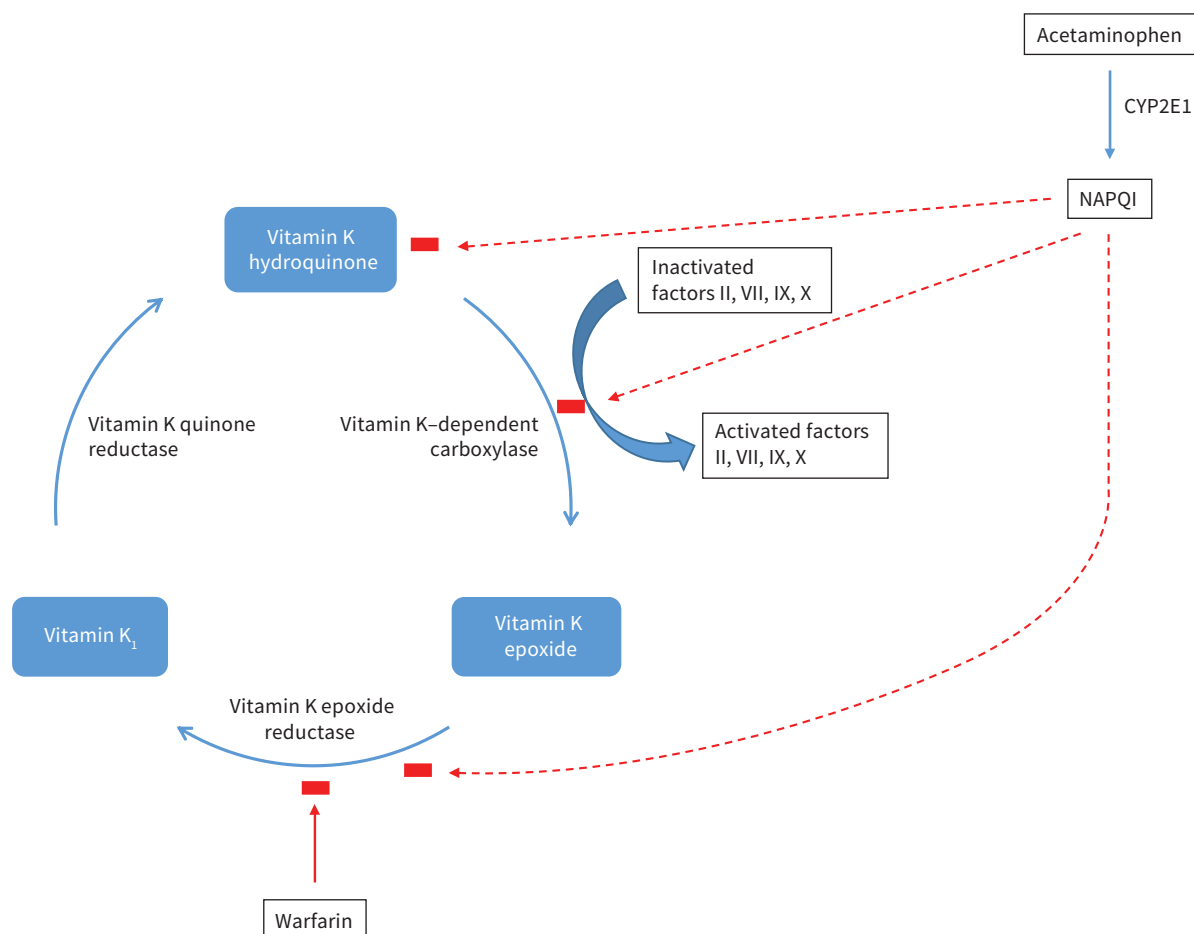 Acetaminophen
CYP2E1
NAPQI
Vitamin K
hydroquinone
Inactivated
factors II, VII, IX, X
Vitamin K quinone
reductase
Vitamin K–dependent
carboxylase
Activated factors
II, VII, IX, X
Vitamin K₁
Vitamin K
epoxide
Vitamin K epoxide
reductase
Warfarin